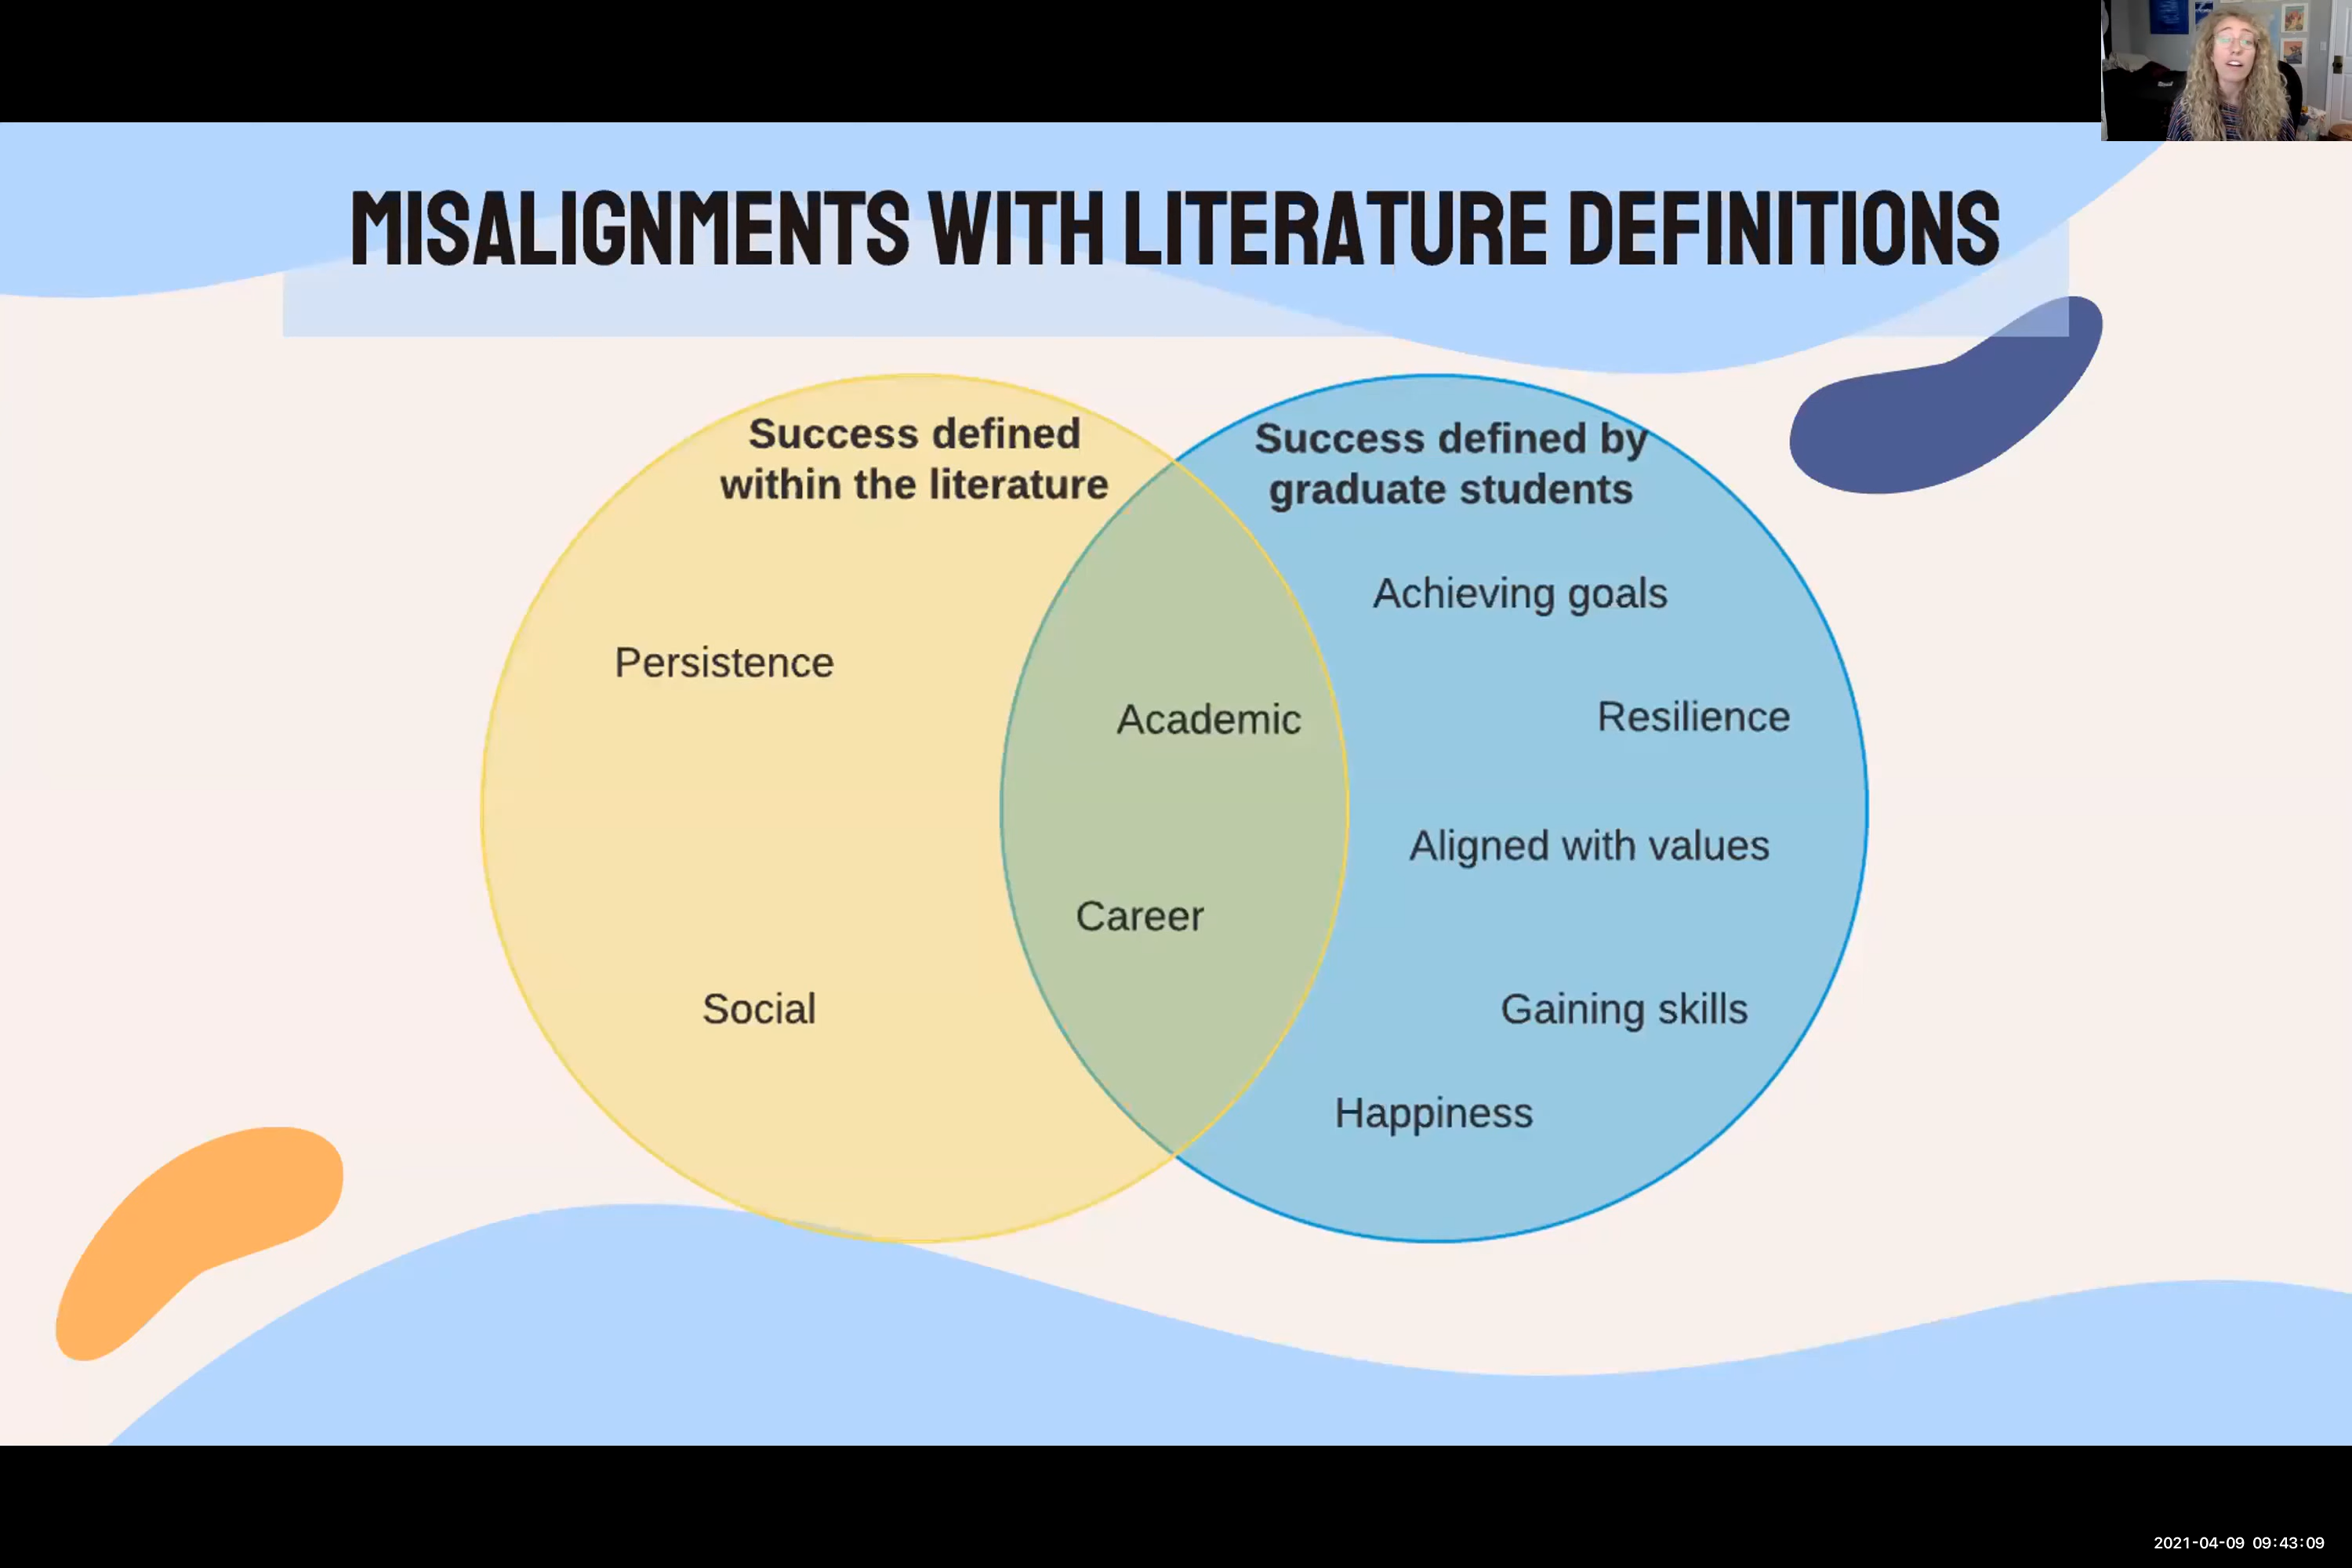 MISALIGNMENTS WITH LITERATURE DEFINITIONS
Success defined
within the literature
Persistence
Social
Academic
Career
Success defined by
graduate students
Achieving goals
Resilience
Aligned with values
Gaining skills
Happiness
2021-04-09 09:43:09